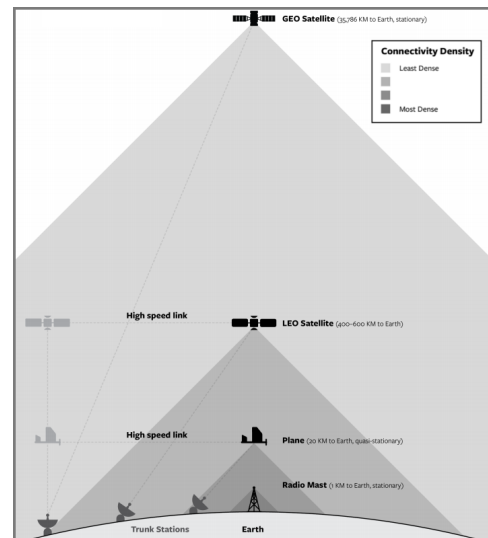 GEO Satellite (35,786 KM to Earth, stationary)
Connectivity Density
Least Dense
Most Dense
High speed link
LEO Satellite (400-600 KM to Earth)
High speed link
Plane (20 KM to Earth, quasi-stationary)
Radio Mast (1 KM to Earth, stationary)
Trunk Stations
Earth